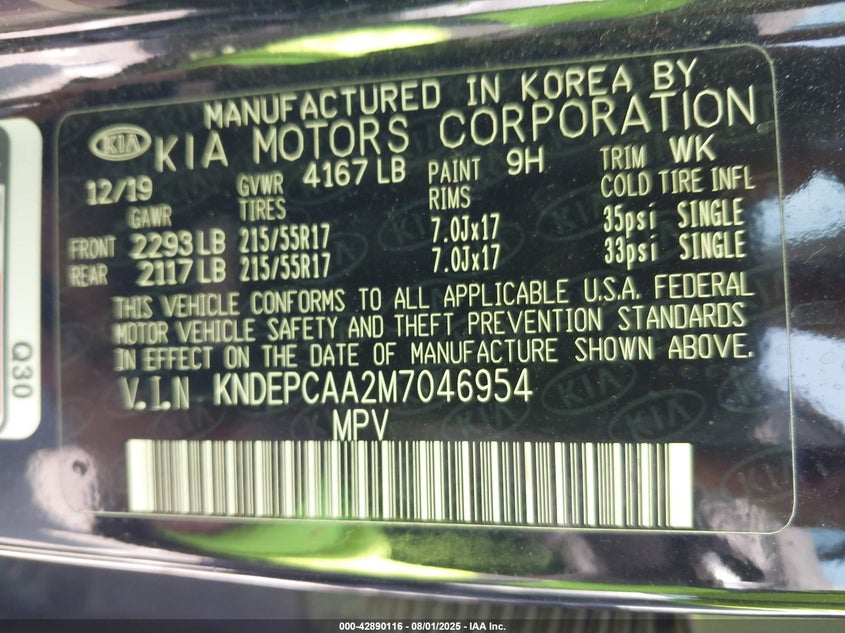 MANUFACTURED IN KOREA BY
KIA KIA MOTORS CORPORATION
12/19 GVWR 4167 LB PAINT 9H TRIM WK
GAWR TIRES RIMS COLD TIRE INFL
FRONT 2293 LB 215/55R17 7.0Jx17 35psi SINGLE
REAR 2117 LB 215/55R17 7.0Jx17 33psi SINGLE
THIS VEHICLE CONFORMS TO ALL APPLICABLE U.S.A. FEDERAL
MOTOR VEHICLE SAFETY AND THEFT PREVENTION STANDARDS
IN EFFECT ON THE DATE OF MANUFACTURE SHOWN ABOVE.
V.I.N KNDEPCAA2M7046954
MPV
Q30
000-42890116 - 08/01/2025 - IAA, Inc.